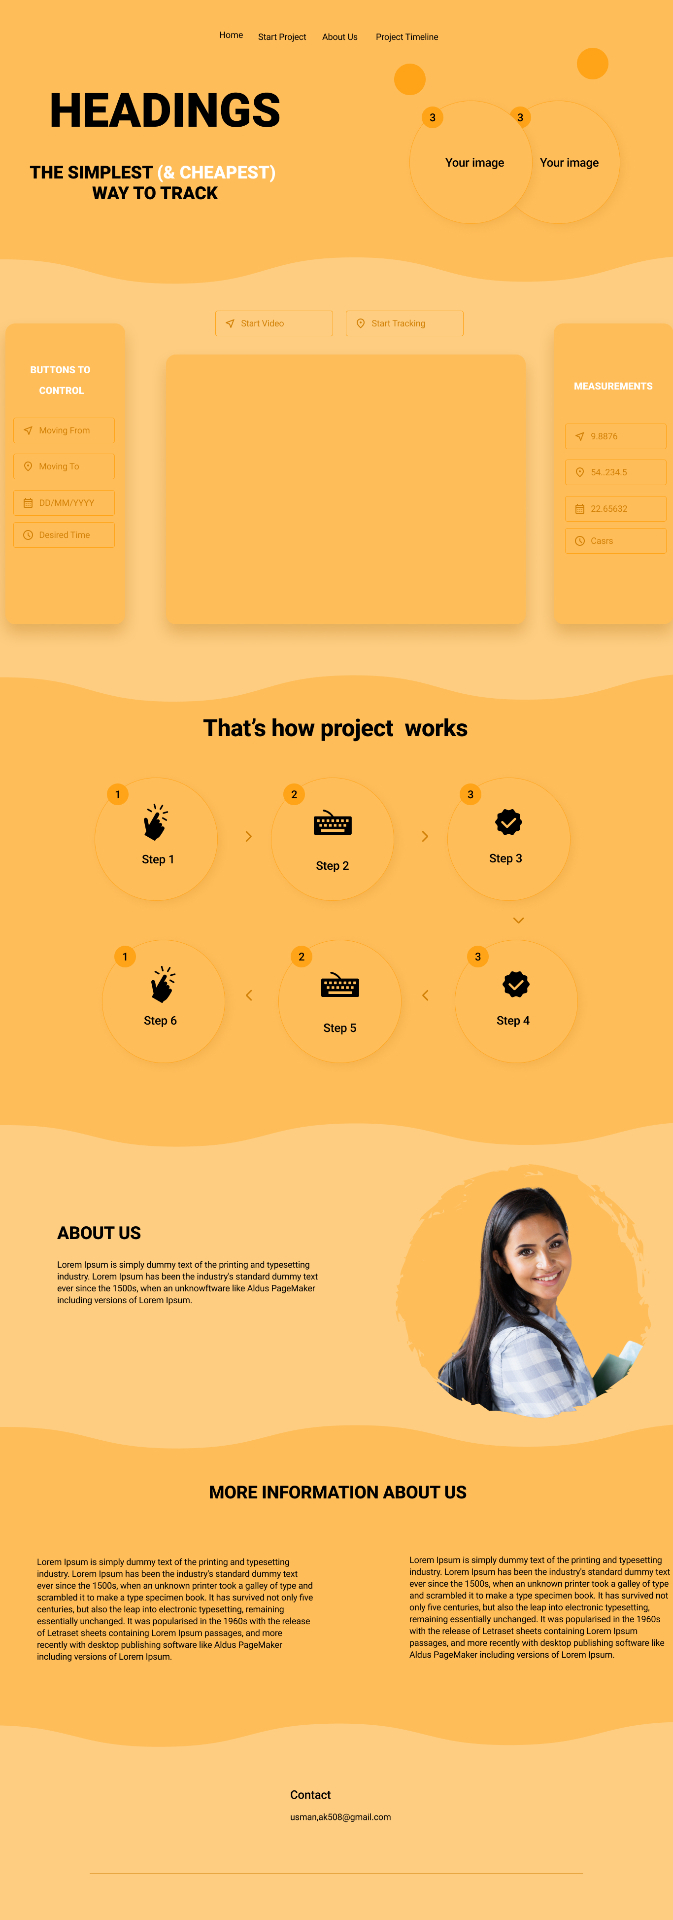 Home
Start Project
About Us
Project Timeline
HEADINGS
THE SIMPLEST (& CHEAPEST)
WAY TO TRACK
3
3
Your image
Your image
Start Video
Start Tracking
BUTTONS TO
CONTROL
Moving From
Moving To
DD/MM/YYYY
Desired Time
MEASUREMENTS
9.8876
54..234.5
22.65632
Casrs
That's how project  works
1
Step 1
2
Step 2
3
Step 3
1
Step 6
2
Step 5
3
Step 4
ABOUT US
Lorem Ipsum is simply dummy text of the printing and typesetting
industry. Lorem Ipsum has been the industry's standard dummy text
ever since the 1500s, when an unknowftware like Aldus PageMaker
including versions of Lorem Ipsum.
MORE INFORMATION ABOUT US
Lorem Ipsum is simply dummy text of the printing and typesetting
industry. Lorem Ipsum has been the industry's standard dummy text
ever since the 1500s, when an unknown printer took a galley of type and
scrambled it to make a type specimen book. It has survived not only five
centuries, but also the leap into electronic typesetting, remaining
essentially unchanged. It was popularised in the 1960s with the release
of Letraset sheets containing Lorem Ipsum passages, and more
recently with desktop publishing software like Aldus PageMaker
including versions of Lorem Ipsum.
Lorem Ipsum is simply dummy text of the printing and typesetting
industry. Lorem Ipsum has been the industry's standard dummy text
ever since the 1500s, when an unknown printer took a galley of type
and scrambled it to make a type specimen book. It has survived not
only five centuries, but also the leap into electronic typesetting,
remaining essentially unchanged. It was popularised in the 1960s
with the release of Letraset sheets containing Lorem Ipsum
passages, and more recently with desktop publishing software like
Aldus PageMaker including versions of Lorem Ipsum.
Contact
usman,ak508@gmail.com